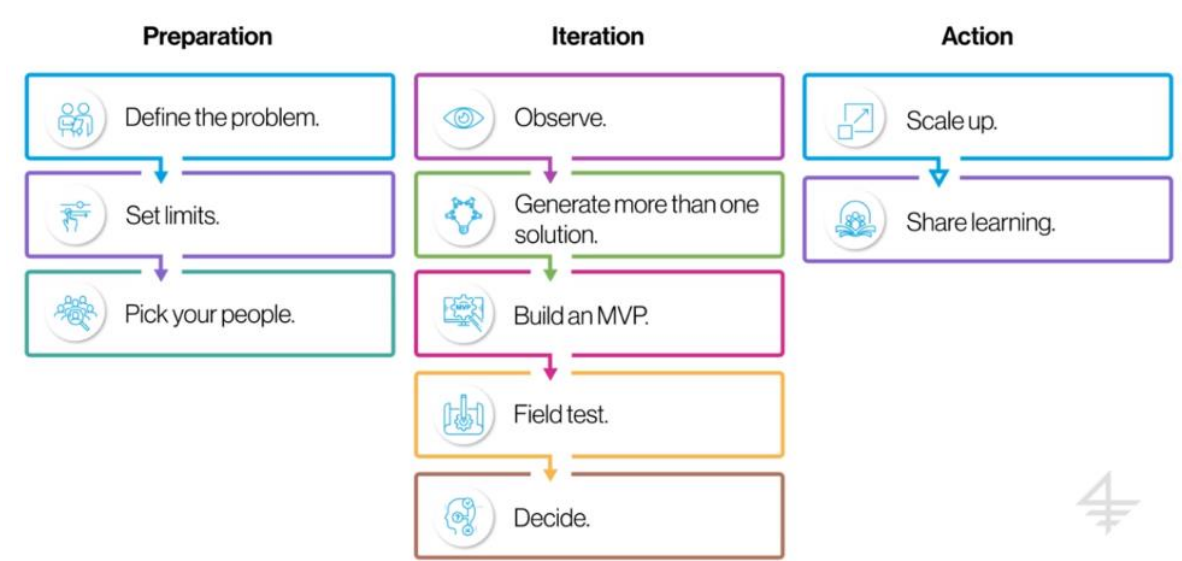 Preparation
Define the problem.
Set limits.
Pick your people.
Iteration
Observe.
Generate more than one
solution.
Build an MVP.
MVP
Field test.
Decide.
Action
Scale up.
Share learning.